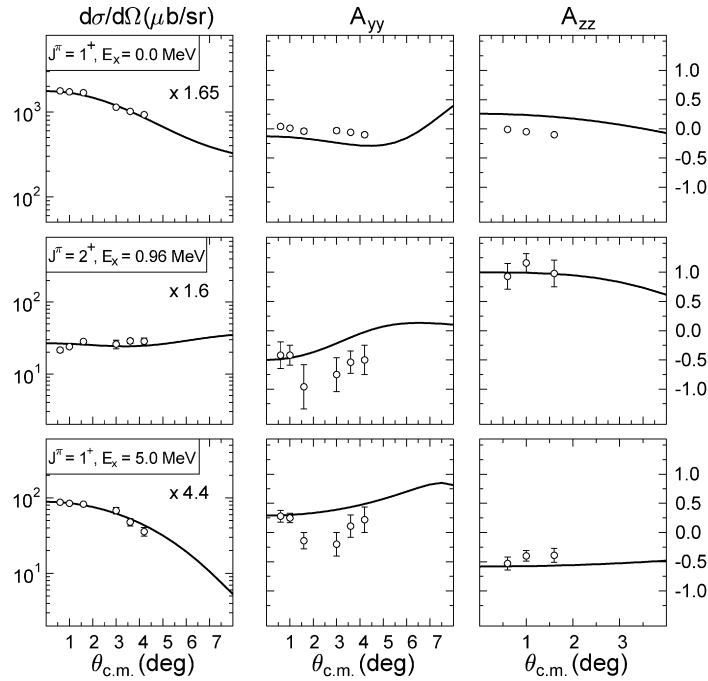 dσ/dΩ(μb/sr) A_yy A_zz
J^π = 1^+, E_x = 0.0 MeV
x 1.65
10^3
10^2
1.0
0.5
0.0
-0.5
-1.0
J^π = 2^+, E_x = 0.96 MeV
x 1.6
10^2
10^1
1.0
0.5
0.0
-0.5
-1.0
J^π = 1^+, E_x = 5.0 MeV
x 4.4
10^2
10^1
1.0
0.5
0.0
-0.5
-1.0
1 2 3 4 5 6 7 1 2 3 4 5 6 7 1 2 3
θ_c.m. (deg) θ_c.m. (deg) θ_c.m. (deg)